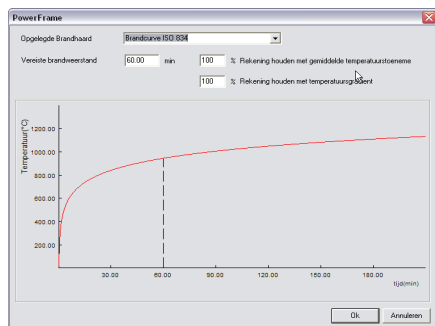 PowerFrame
Opgelegde Brandhaard Brandcurve ISO 834
Vereiste brandweerstand 60.00 min 100 % Rekening houden met gemiddelde temperatuurstoename
100 % Rekening houden met temperatuursgradient
Temperatuur(°C)
1200.00
1000.00
800.00
600.00
400.00
200.00
30.00 60.00 90.00 120.00 150.00 180.00
tijd(min)
Ok Annuleren